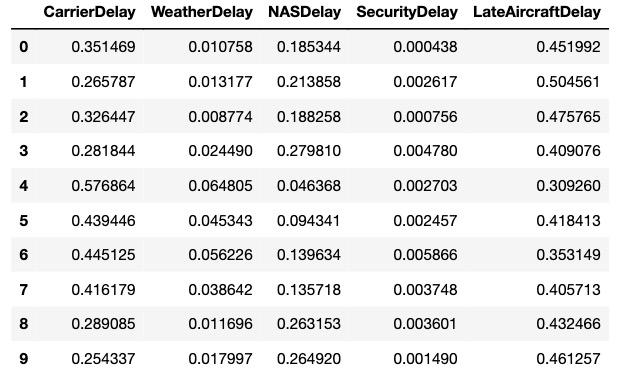 CarrierDelay WeatherDelay NASDelay SecurityDelay LateAircraftDelay
0 0.351469 0.010758 0.185344 0.000438 0.451992
1 0.265787 0.013177 0.213858 0.002617 0.504561
2 0.326447 0.008774 0.188258 0.000756 0.475765
3 0.281844 0.024490 0.279810 0.004780 0.409076
4 0.576864 0.064805 0.046368 0.002703 0.309260
5 0.439446 0.045343 0.094341 0.002457 0.418413
6 0.445125 0.056226 0.139634 0.005866 0.353149
7 0.416179 0.038642 0.135718 0.003748 0.405713
8 0.289085 0.011696 0.263153 0.003601 0.432466
9 0.254337 0.017997 0.264920 0.001490 0.461257